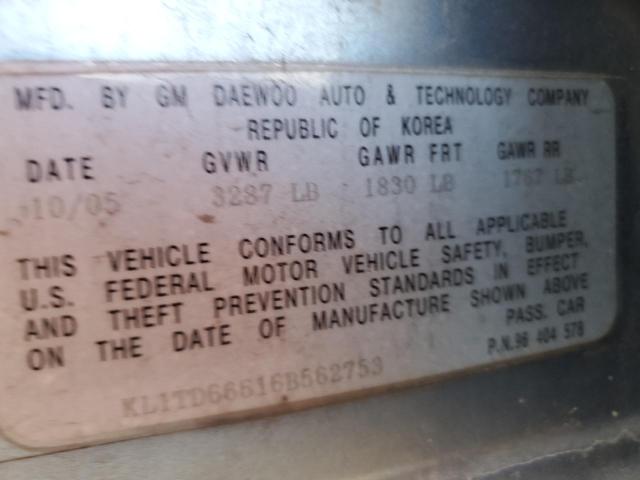 MFD. BY GM DAEWOO AUTO & TECHNOLOGY COMPANY
REPUBLIC OF KOREA
DATE GVWR GAWR FRT GAWR RR
10/05 3287 LB 1830 LB 1767 LB
THIS VEHICLE CONFORMS TO ALL APPLICABLE
U.S. FEDERAL MOTOR VEHICLE SAFETY, BUMPER,
AND THEFT PREVENTION STANDARDS IN EFFECT
ON THE DATE OF MANUFACTURE SHOWN ABOVE
PASS. CAR
P.N.96 404 578
KL1TD66616B562753